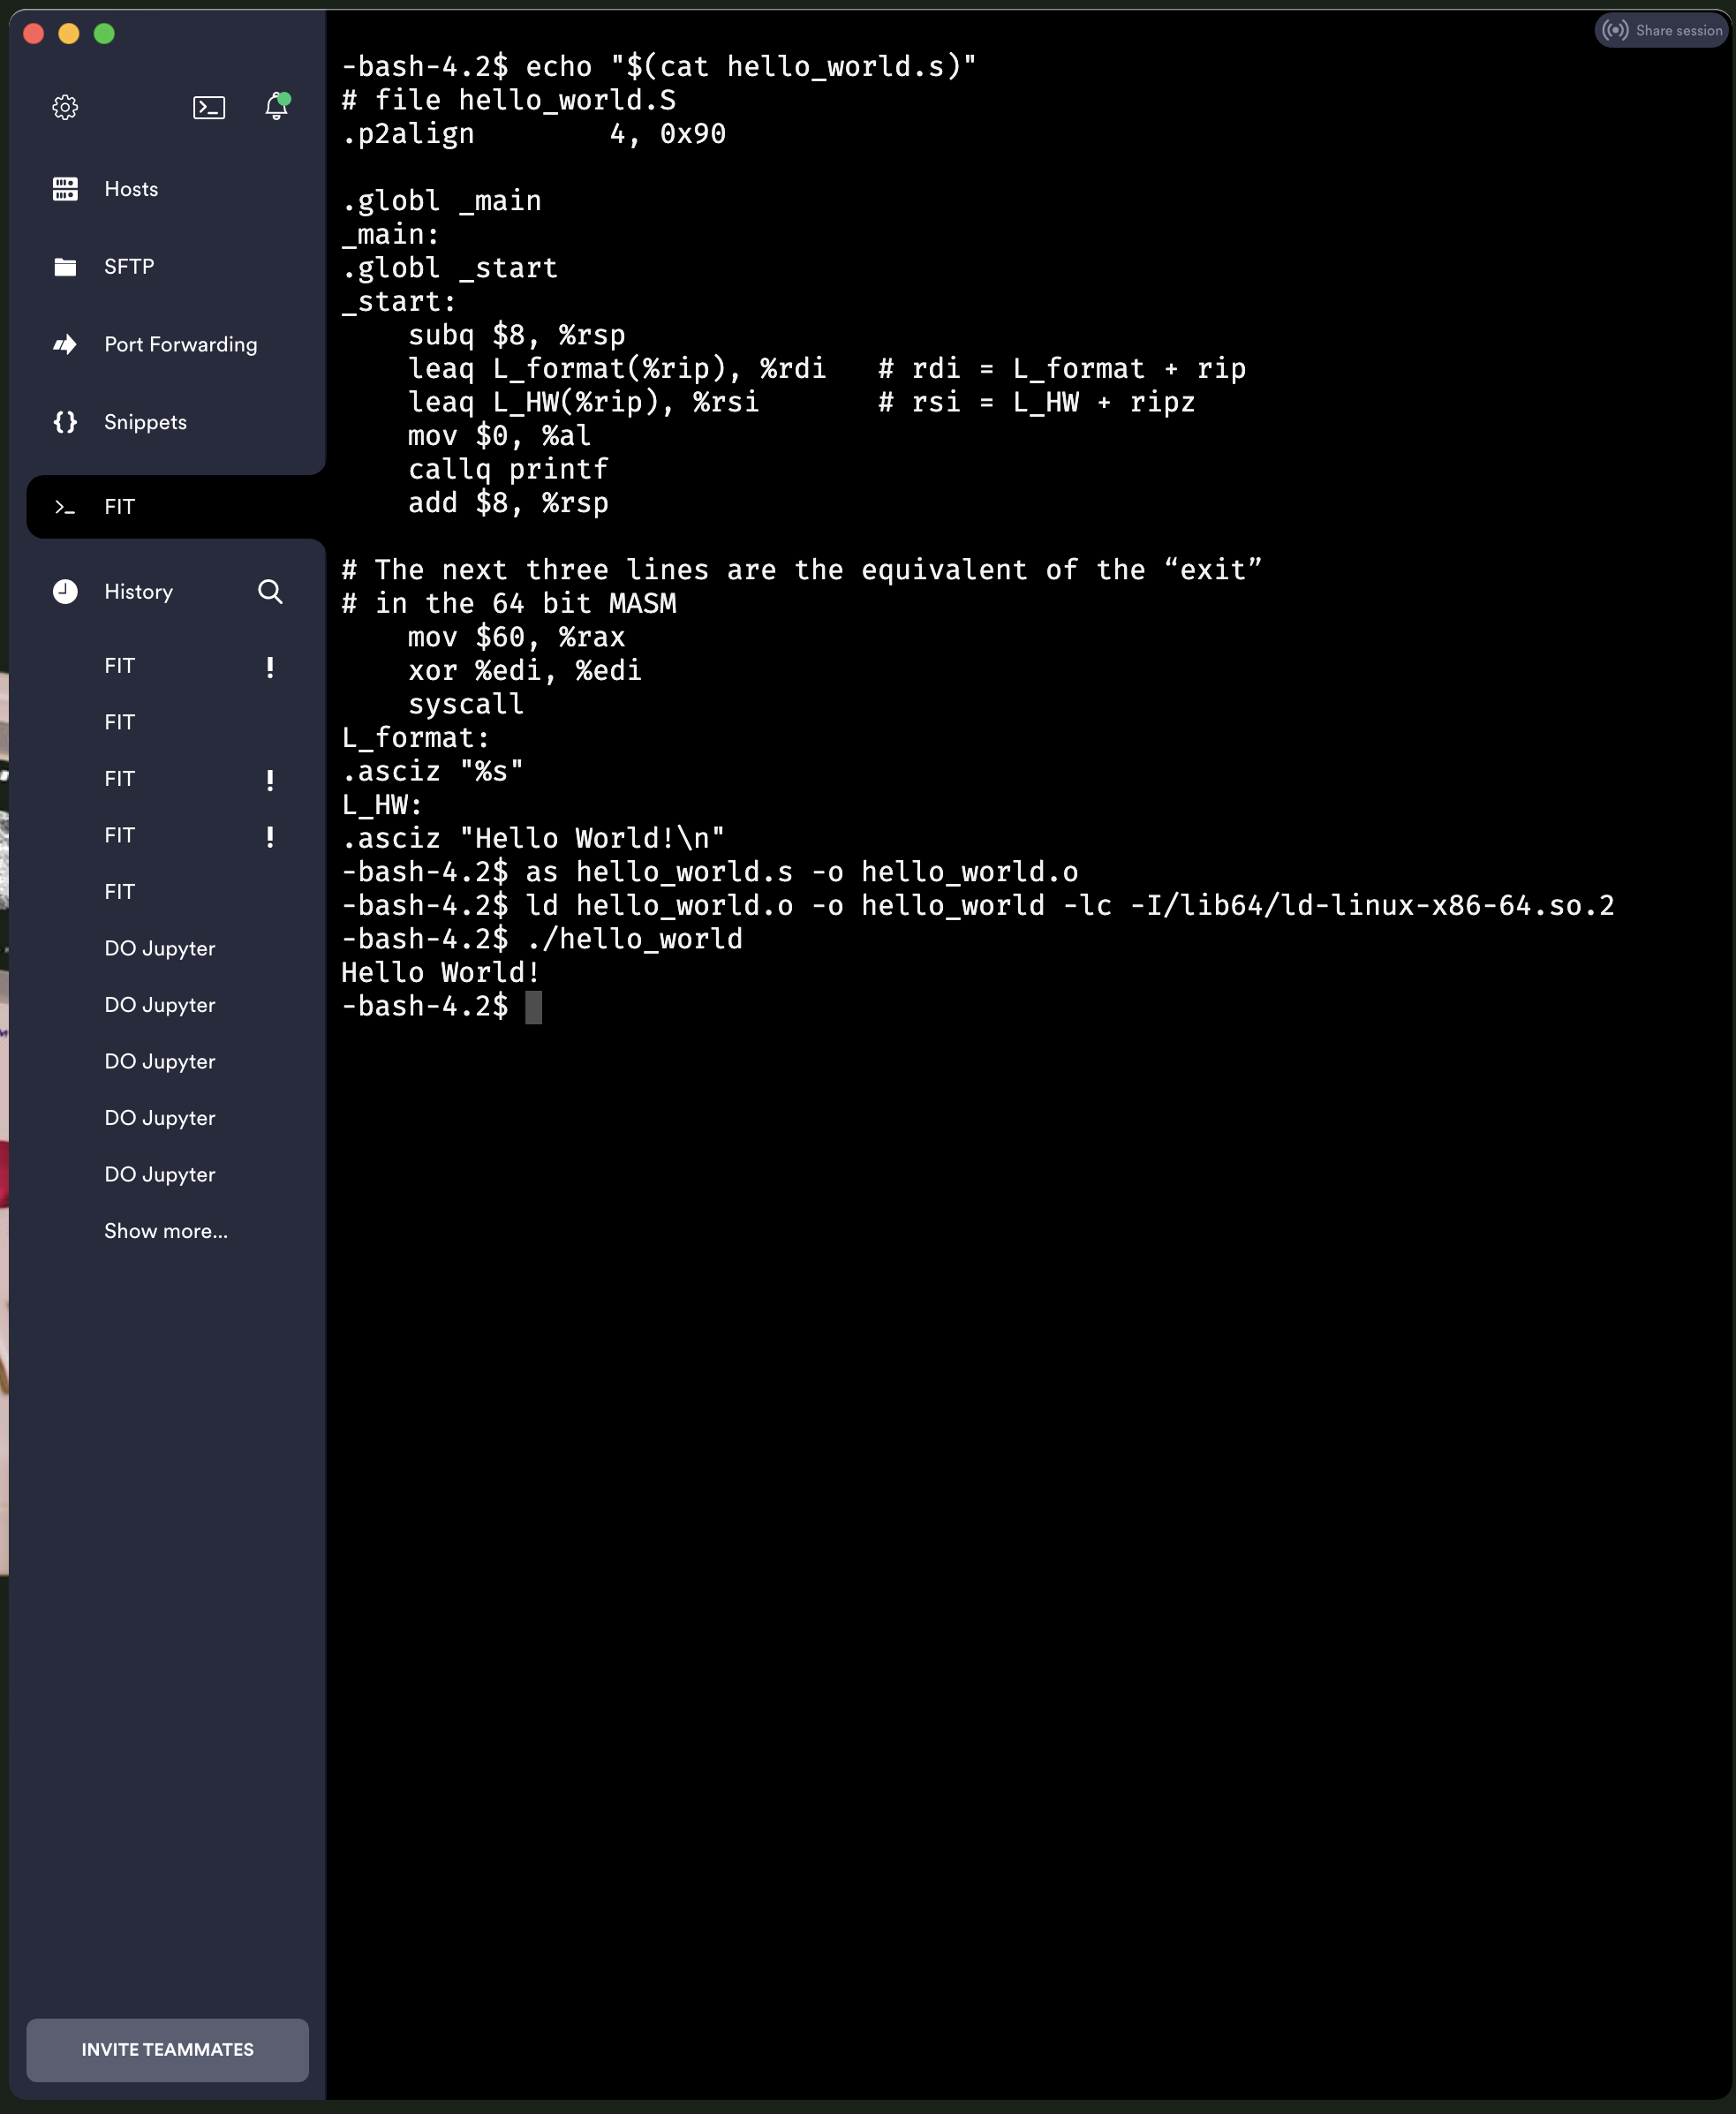 Share session
Hosts
SFTP
Port Forwarding
Snippets
FIT
History
FIT !
FIT
FIT !
FIT !
FIT
DO Jupyter
DO Jupyter
DO Jupyter
DO Jupyter
DO Jupyter
Show more...
INVITE TEAMMATES
-bash-4.2$ echo "$(cat hello_world.s)"
# file hello_world.S
.p2align        4, 0x90
.globl _main
_main:
.globl _start
_start:
    subq $8, %rsp
    leaq L_format(%rip), %rdi   # rdi = L_format + rip
    leaq L_HW(%rip), %rsi       # rsi = L_HW + ripz
    mov $0, %al
    callq printf
    add $8, %rsp
# The next three lines are the equivalent of the “exit”
# in the 64 bit MASM
    mov $60, %rax
    xor %edi, %edi
    syscall
L_format:
.asciz "%s"
L_HW:
.asciz "Hello World!\n"
-bash-4.2$ as hello_world.s -o hello_world.o
-bash-4.2$ ld hello_world.o -o hello_world -lc -I/lib64/ld-linux-x86-64.so.2
-bash-4.2$ ./hello_world
Hello World!
-bash-4.2$